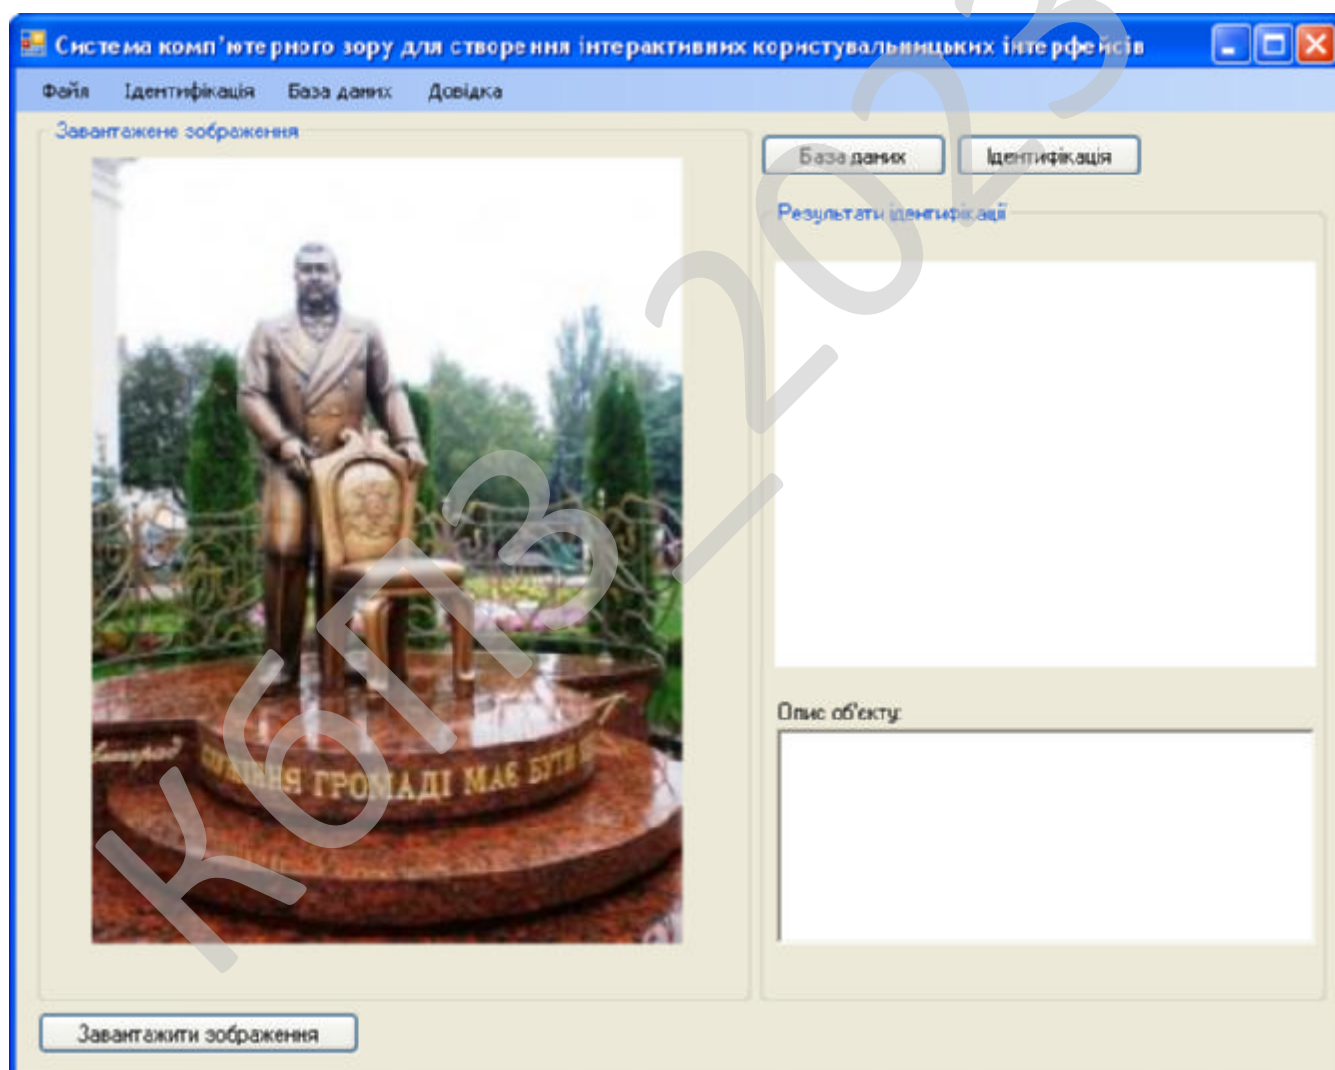 Система комп'ютерного зору для створення інтерактивних користувальницьких інтерфейсів
Файл Ідентифікація База даних Довідка
Завантажене зображення
База даних Ідентифікація
Результати ідентифікації
Опис об'єкту:
ГРОМАДІ МАЄ БУТИ
Завантажити зображення
КбПЗ_2023